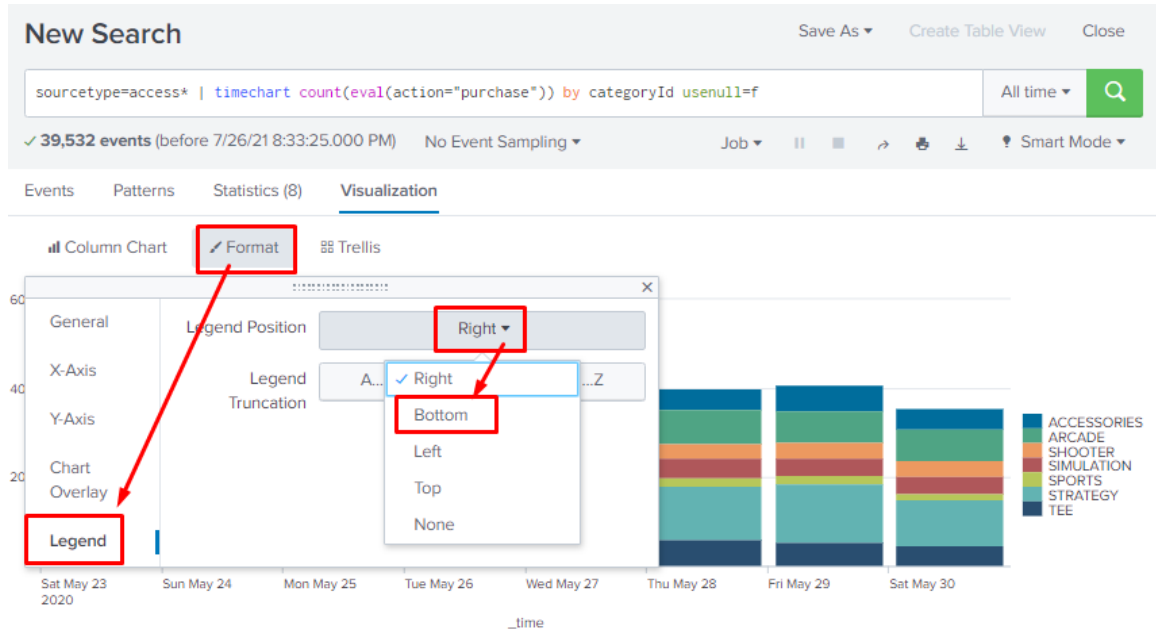 New Search
Save As ▾ Create Table View Close
sourcetype=access* | timechart count(eval(action="purchase")) by categoryId usenull=f
All time ▾
✓ 39,532 events (before 7/26/21 8:33:25.000 PM) No Event Sampling ▾ Job ▾ Smart Mode ▾
Events Patterns Statistics (8) Visualization
Column Chart Format Trellis
General
X-Axis
Y-Axis
Chart
Overlay
Legend
Legend Position Right ▾
Legend
Truncation
A... ...Z
✓ Right
Bottom
Left
Top
None
60
40
20
ACCESSORIES
ARCADE
SHOOTER
SIMULATION
SPORTS
STRATEGY
TEE
Sat May 23
2020
Sun May 24
Mon May 25
Tue May 26
Wed May 27
Thu May 28
Fri May 29
Sat May 30
_time